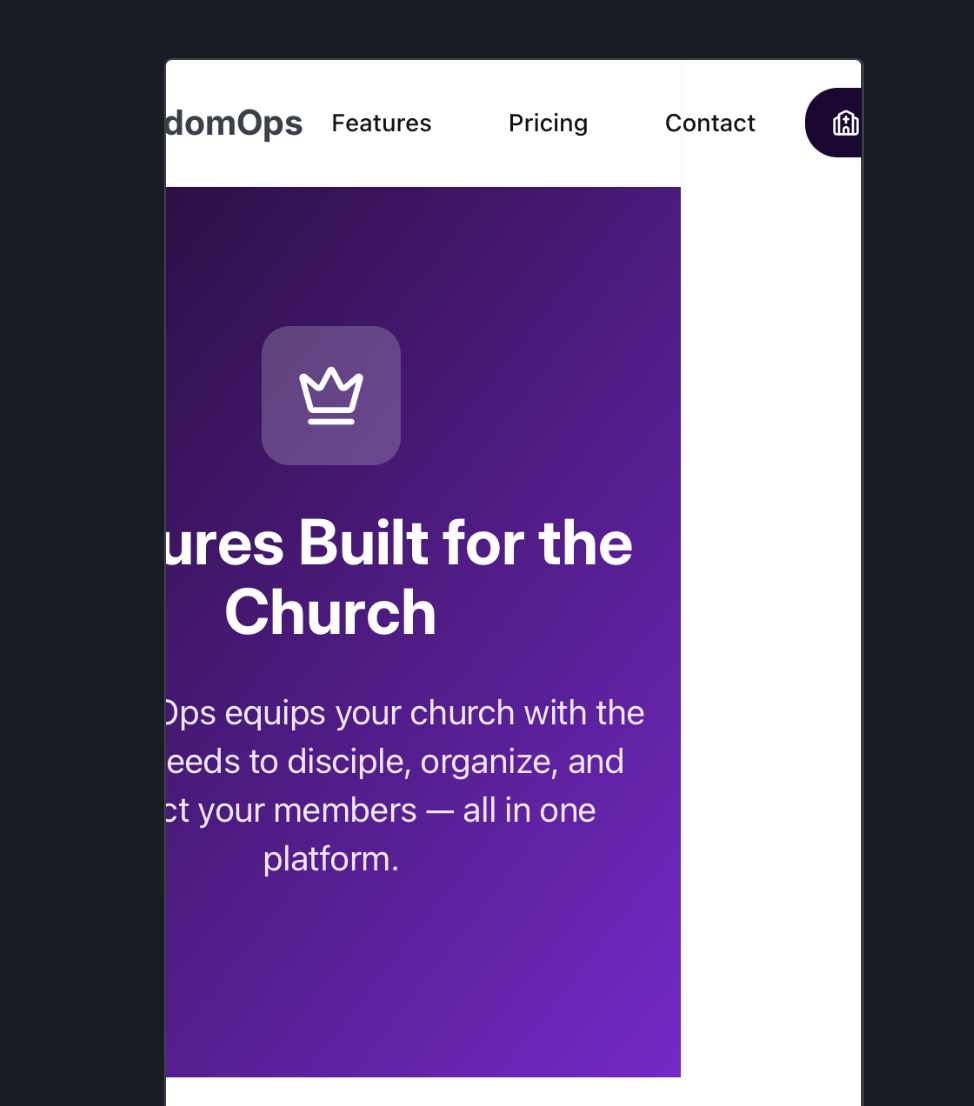 domOps Features Pricing Contact
ures Built for the
Church
Ops equips your church with the
eeds to disciple, organize, and
ct your members — all in one
platform.